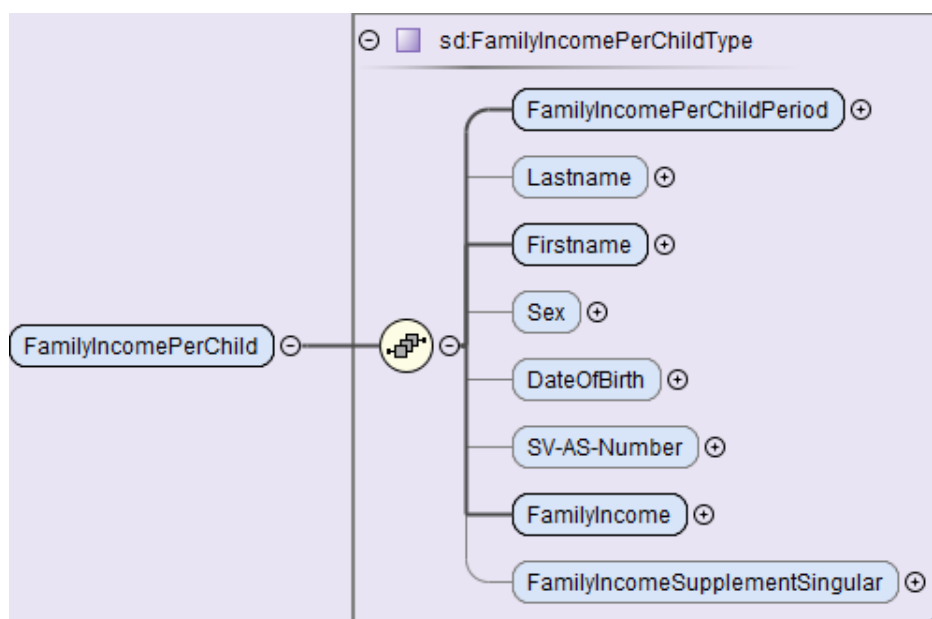 sd:FamilyIncomePerChildType
FamilyIncomePerChildPeriod
Lastname
Firstname
Sex
FamilyIncomePerChild
DateOfBirth
SV-AS-Number
FamilyIncome
FamilyIncomeSupplementSingular